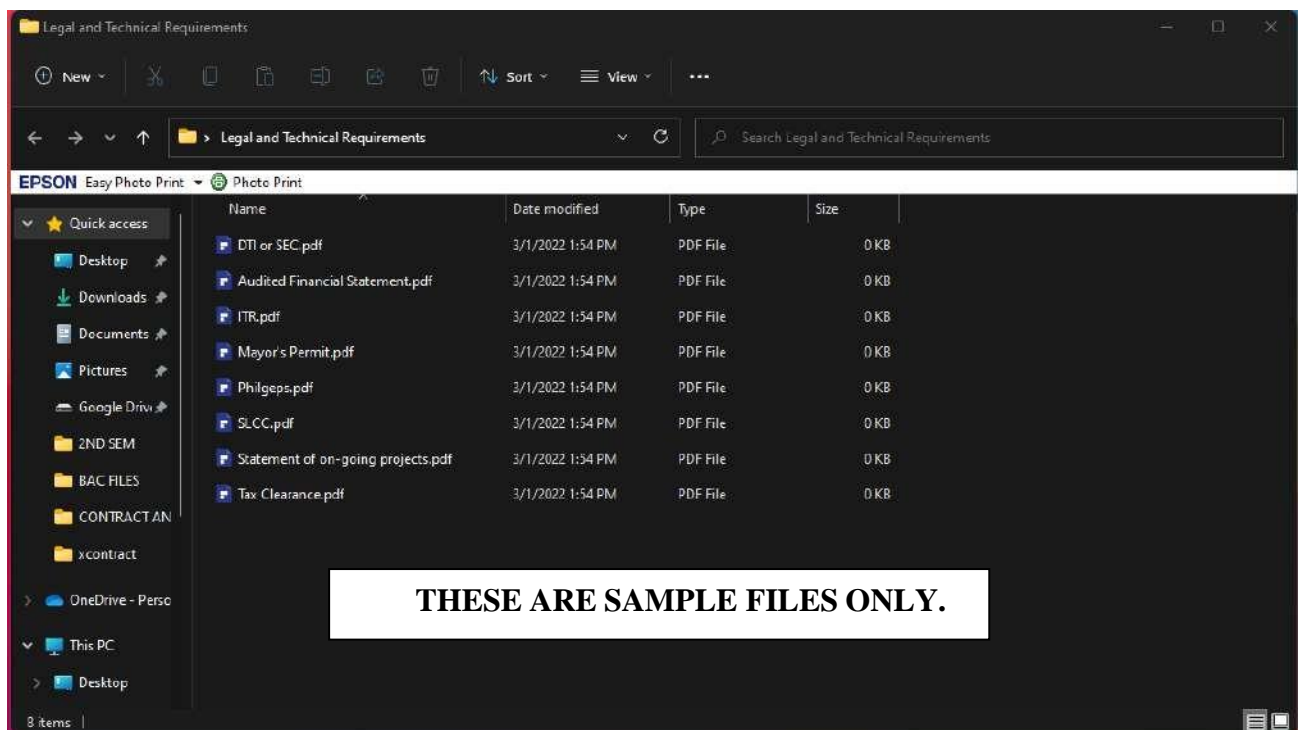 Legal and Technical Requirements
New
Sort
View
Legal and Technical Requirements
Search Legal and Technical Requirements
EPSON Easy Photo Print Photo Print
Name Date modified Type Size
Quick access
Desktop
Downloads
Documents
Pictures
Google Driv
2ND SEM
BAC FILES
CONTRACT AN
xcontract
OneDrive - Perso
This PC
Desktop
DTI or SEC.pdf 3/1/2022 1:54 PM PDF File 0 KB
Audited Financial Statement.pdf 3/1/2022 1:54 PM PDF File 0 KB
ITR.pdf 3/1/2022 1:54 PM PDF File 0 KB
Mayor's Permit.pdf 3/1/2022 1:54 PM PDF File 0 KB
Philgeps.pdf 3/1/2022 1:54 PM PDF File 0 KB
SLCC.pdf 3/1/2022 1:54 PM PDF File 0 KB
Statement of on-going projects.pdf 3/1/2022 1:54 PM PDF File 0 KB
Tax Clearance.pdf 3/1/2022 1:54 PM PDF File 0 KB
THESE ARE SAMPLE FILES ONLY.
8 items